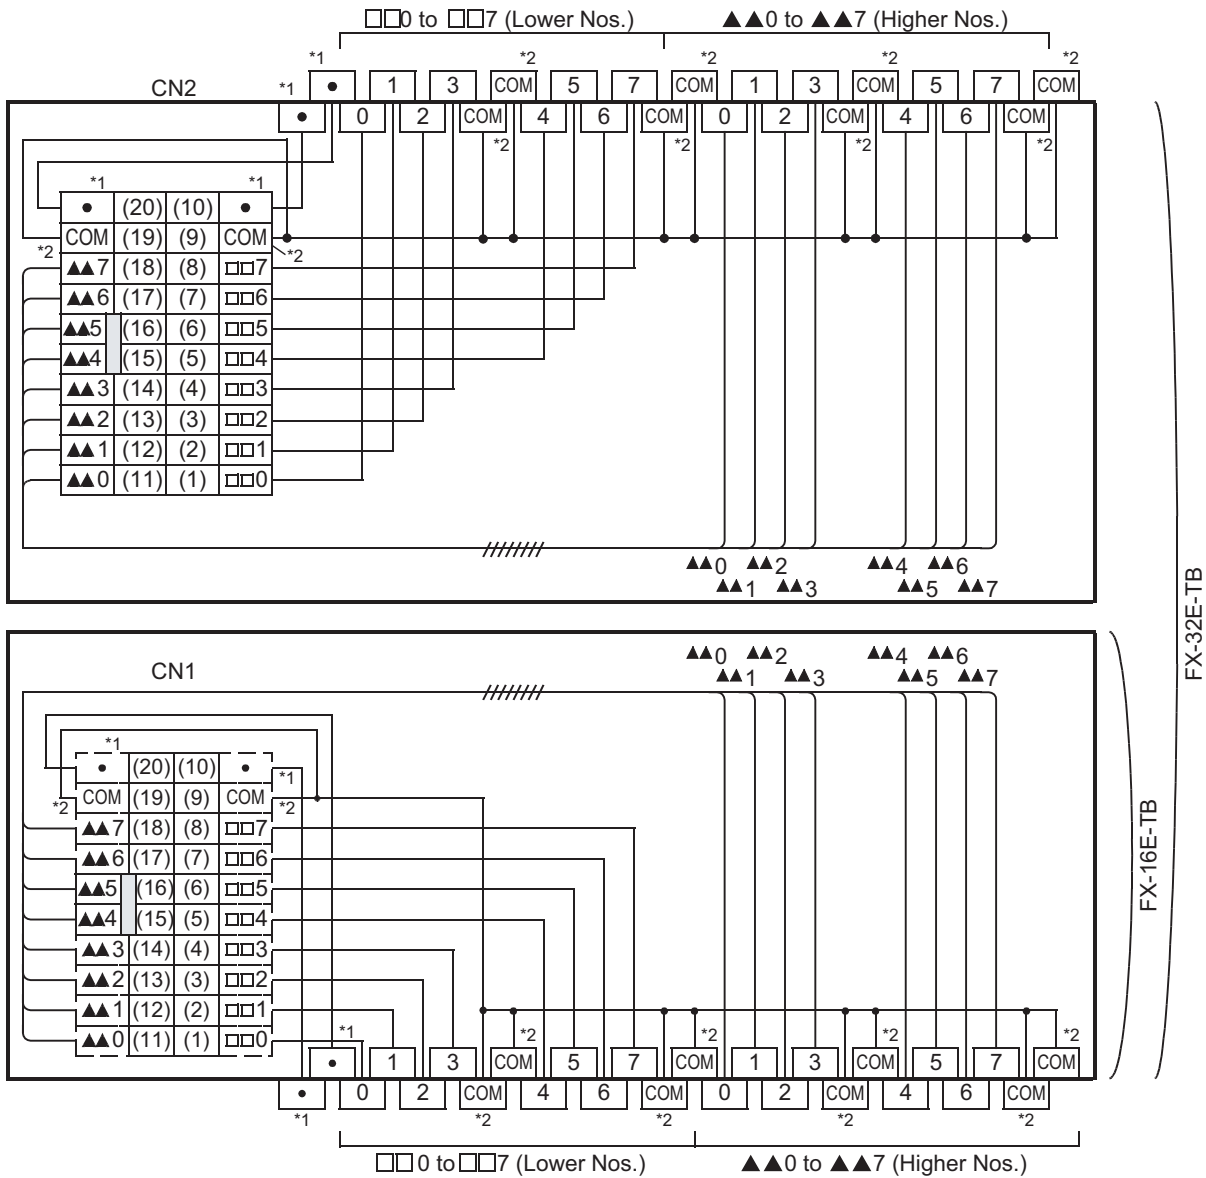 □□0 to □□7 (Lower Nos.) ▲▲0 to ▲▲7 (Higher Nos.)
*1 *2 *2 *2 *2
CN2 *1 • 1 3 COM 5 7 COM 1 3 COM 5 7 COM
• 0 2 COM 4 6 COM 0 2 COM 4 6 COM
*2 *2 *2 *2
*1 *1
• (20) (10) •
*2 COM (19) (9) COM *2
▲▲7 (18) (8) □□7
▲▲6 (17) (7) □□6
▲▲5 (16) (6) □□5
▲▲4 (15) (5) □□4
▲▲3 (14) (4) □□3
▲▲2 (13) (3) □□2
▲▲1 (12) (2) □□1
▲▲0 (11) (1) □□0
▲▲0 ▲▲2 ▲▲4 ▲▲6
▲▲1 ▲▲3 ▲▲5 ▲▲7
FX-32E-TB
▲▲0 ▲▲2 ▲▲4 ▲▲6
CN1 ▲▲1 ▲▲3 ▲▲5 ▲▲7
*1
• (20) (10) • *1
*2 COM (19) (9) COM *2
▲▲7 (18) (8) □□7
▲▲6 (17) (7) □□6
▲▲5 (16) (6) □□5
▲▲4 (15) (5) □□4
▲▲3 (14) (4) □□3
▲▲2 (13) (3) □□2
▲▲1 (12) (2) □□1
▲▲0 (11) (1) □□0
FX-16E-TB
*1 *2 *2 *2 *2
• 1 3 COM 5 7 COM 1 3 COM 5 7 COM
• 0 2 COM 4 6 COM 0 2 COM 4 6 COM
*1 *2 *2 *2 *2
□□0 to □□7 (Lower Nos.) ▲▲0 to ▲▲7 (Higher Nos.)